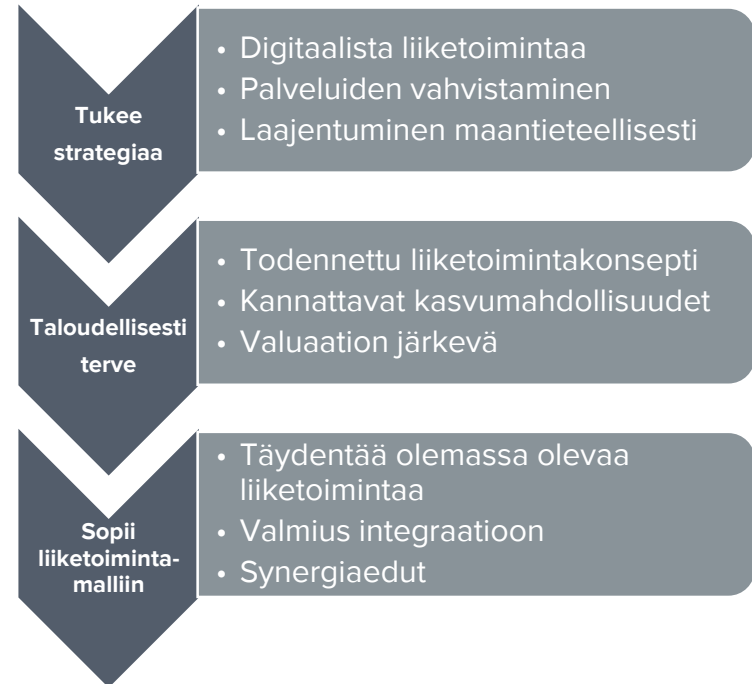 Tukee
strategiaa
• Digitaalista liiketoimintaa
• Palveluiden vahvistaminen
• Laajentuminen maantieteellisesti
Taloudellisesti
terve
• Todennettu liiketoimintakonsepti
• Kannattavat kasvumahdollisuudet
• Valuaation järkevä
Sopii
liiketoiminta-
malliin
• Täydentää olemassa olevaa
liiketoimintaa
• Valmius integraatioon
• Synergiaedut